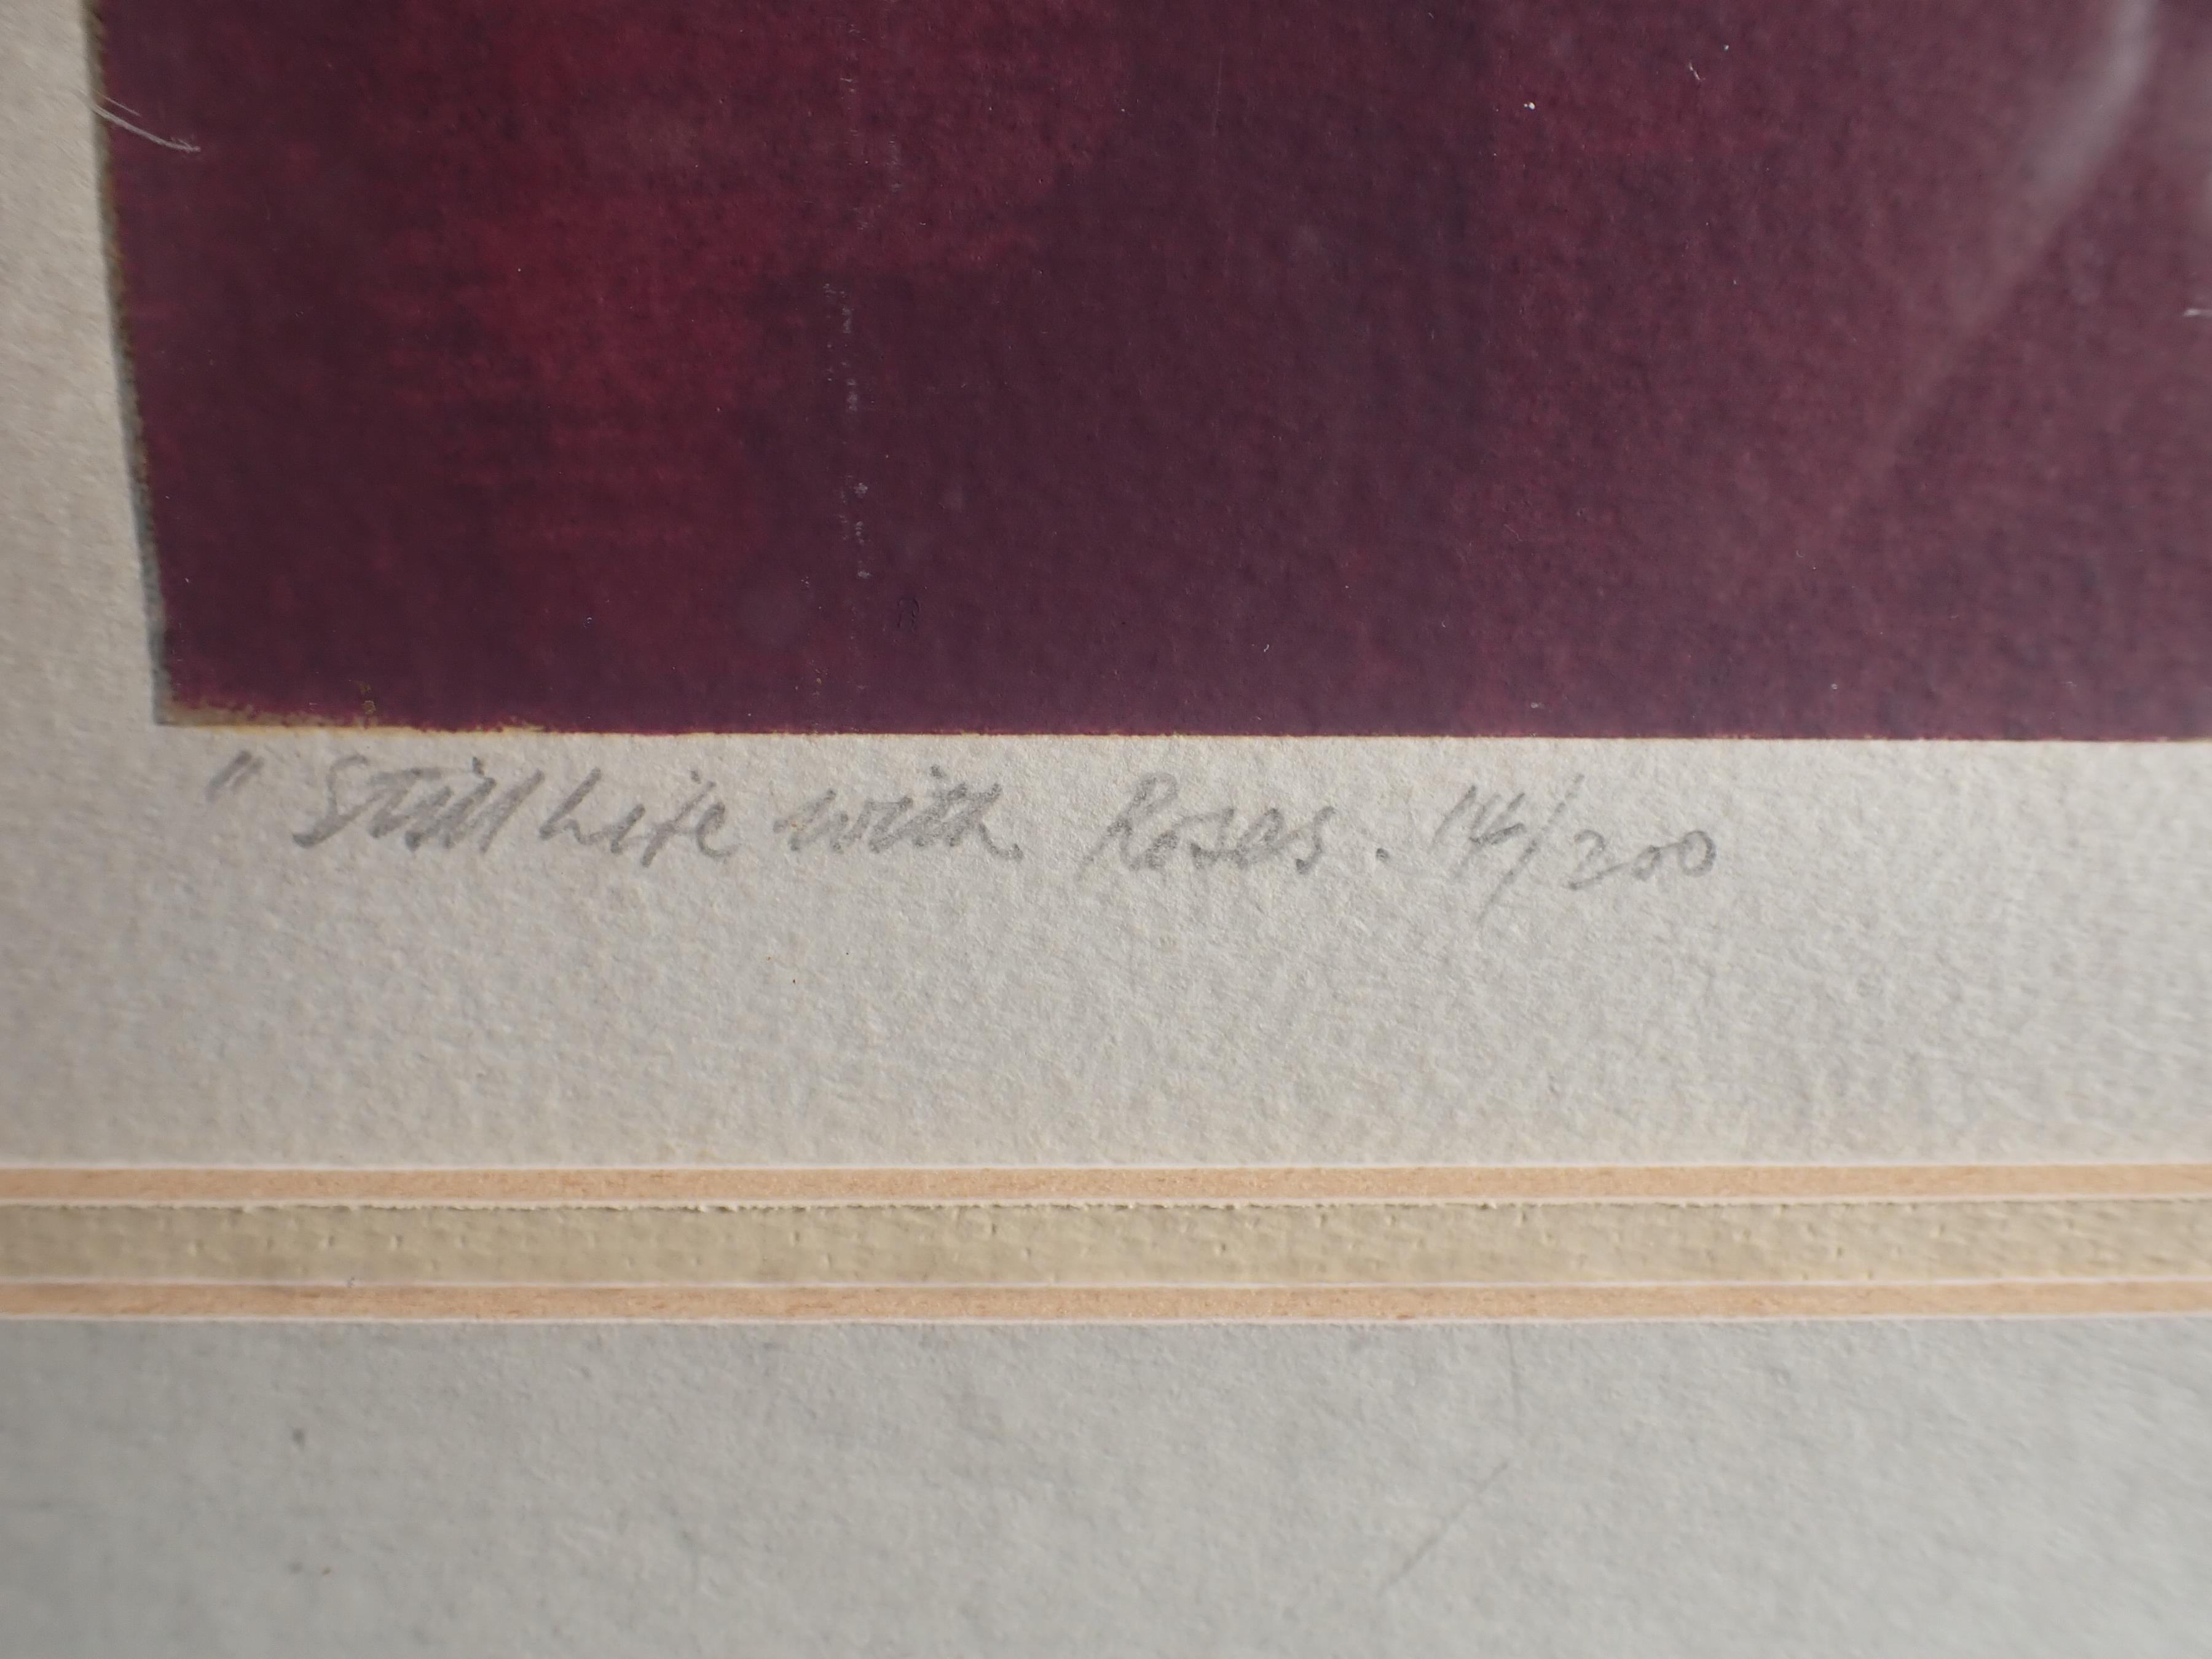 " Still Life with Roses. 14/200